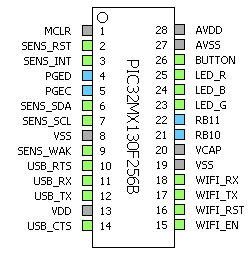 MCLR 1 28 AVDD
SENS_RST 2 27 AVSS
SENS_INT 3 26 BUTTON
PGED 4 25 LED_R
PGEC 5 24 LED_B
SENS_SDA 6 23 LED_G
SENS_SCL 7 22 RB11
VSS 8 21 RB10
SENS_WAK 9 20 VCAP
USB_RTS 10 19 VSS
USB_RX 11 18 WIFI_RX
USB_TX 12 17 WIFI_TX
VDD 13 16 WIFI_RST
USB_CTS 14 15 WIFI_EN
PIC32MX130F256B